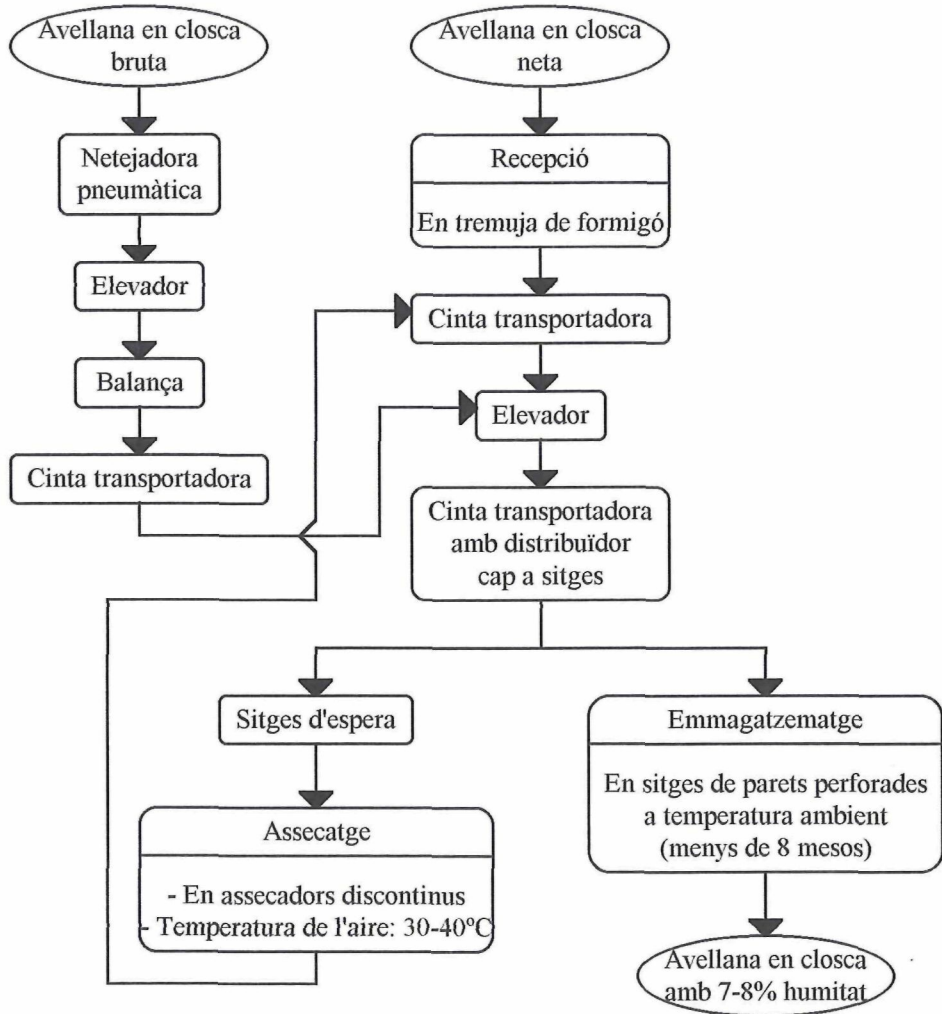 Avellana en closca
bruta
Netejadora
pneumàtica
Elevador
Balança
Cinta transportadora
Avellana en closca
neta
Recepció
En tremuja de formigó
Cinta transportadora
Elevador
Cinta transportadora
amb distribuïdor
cap a sitges
Sitges d'espera
Assecatge
- En assecadors discontinus
- Temperatura de l'aire: 30-40ºC
Emmagatzematge
En sitges de parets perforades
a temperatura ambient
(menys de 8 mesos)
Avellana en closca
amb 7-8% humitat